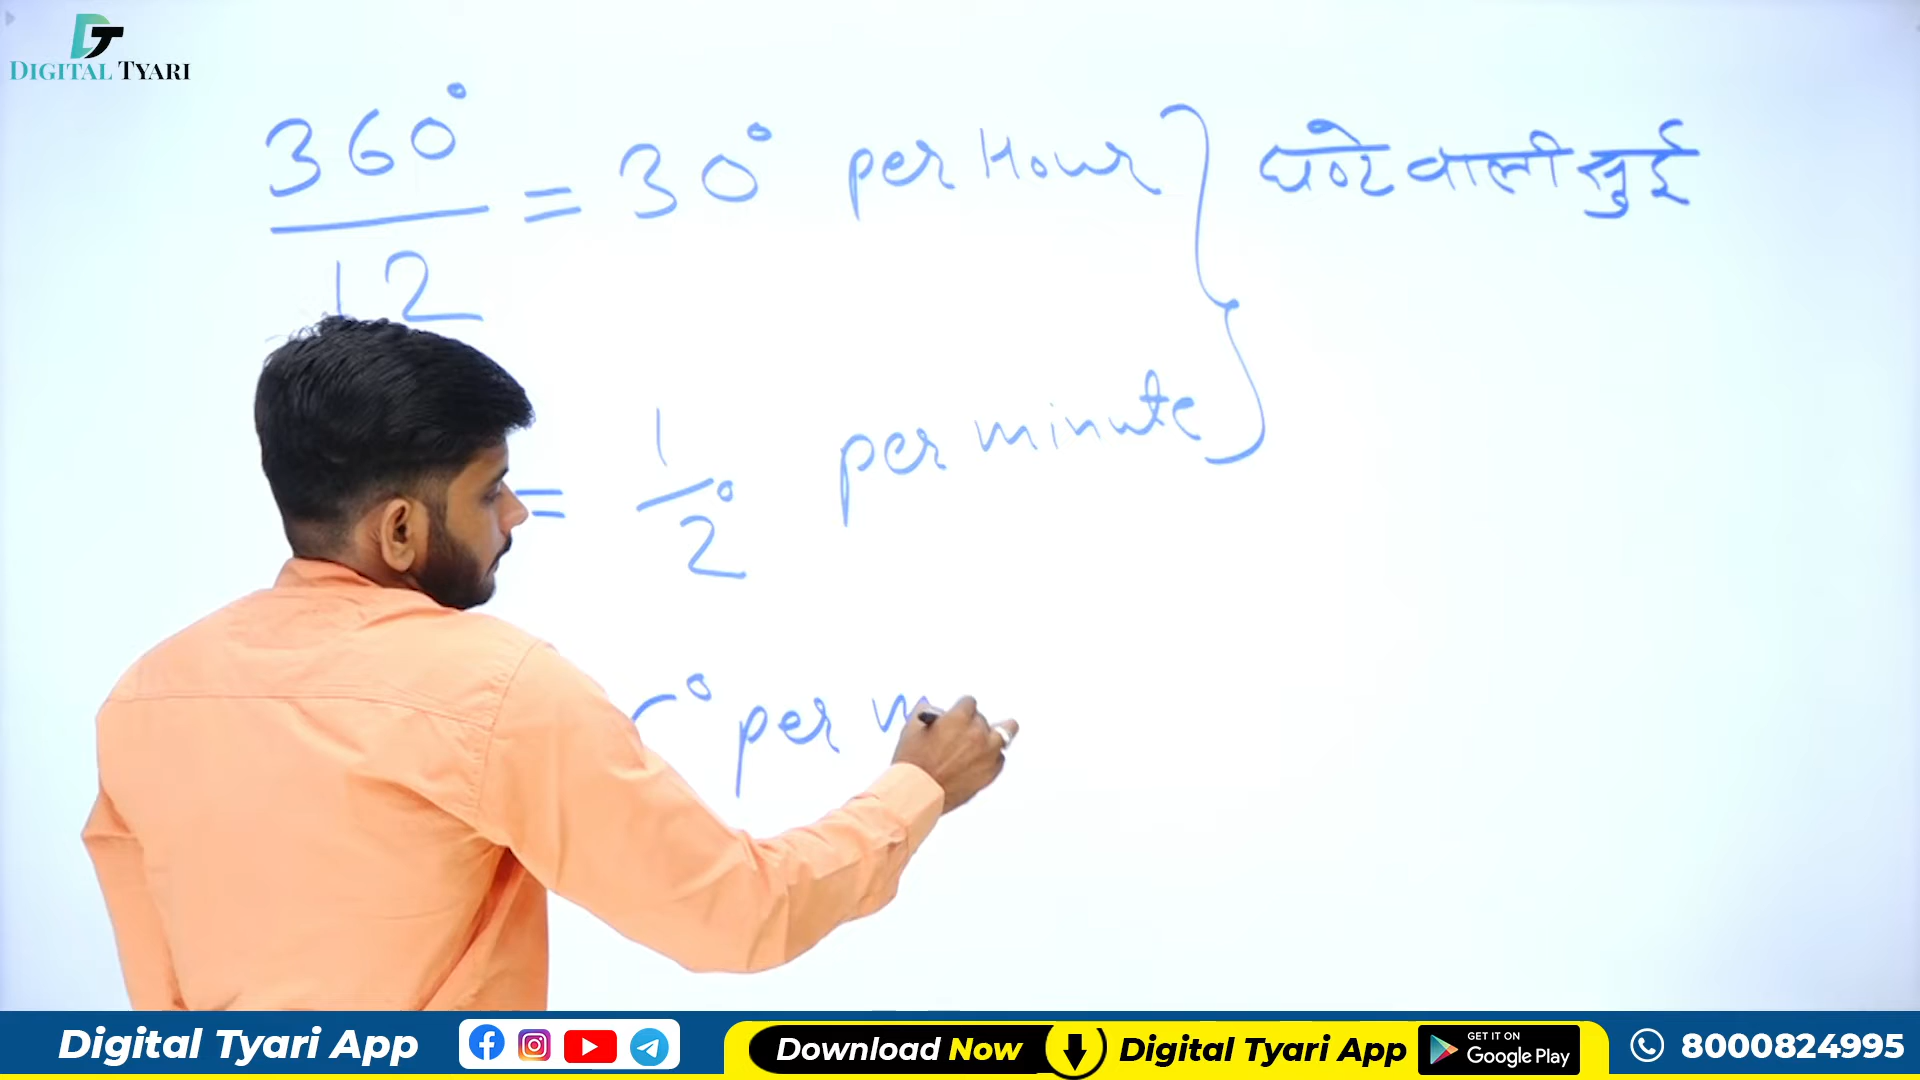 DT
DIGITAL TYARI
360°
12
= 30° per Hour
घण्टे वाली सुई
= 1/2° per minute
° per
Digital Tyari App
Download Now
Digital Tyari App
GET IT ON
Google Play
8000824995